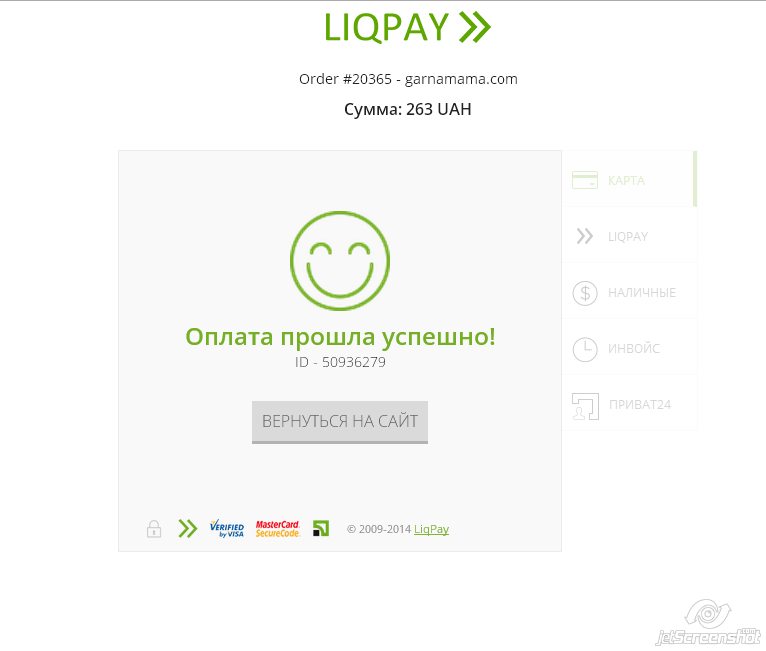 LIQPAY
Order #20365 - garnamama.com
Сумма: 263 UAH
КАРТА
LIQPAY
НАЛИЧНЫЕ
ИНВОЙС
ПРИВАТ24
Оплата прошла успешно!
ID - 50936279
ВЕРНУТЬСЯ НА САЙТ
VERIFIED by VISA
MasterCard. SecureCode.
© 2009-2014 LiqPay
jetScreenshot.com